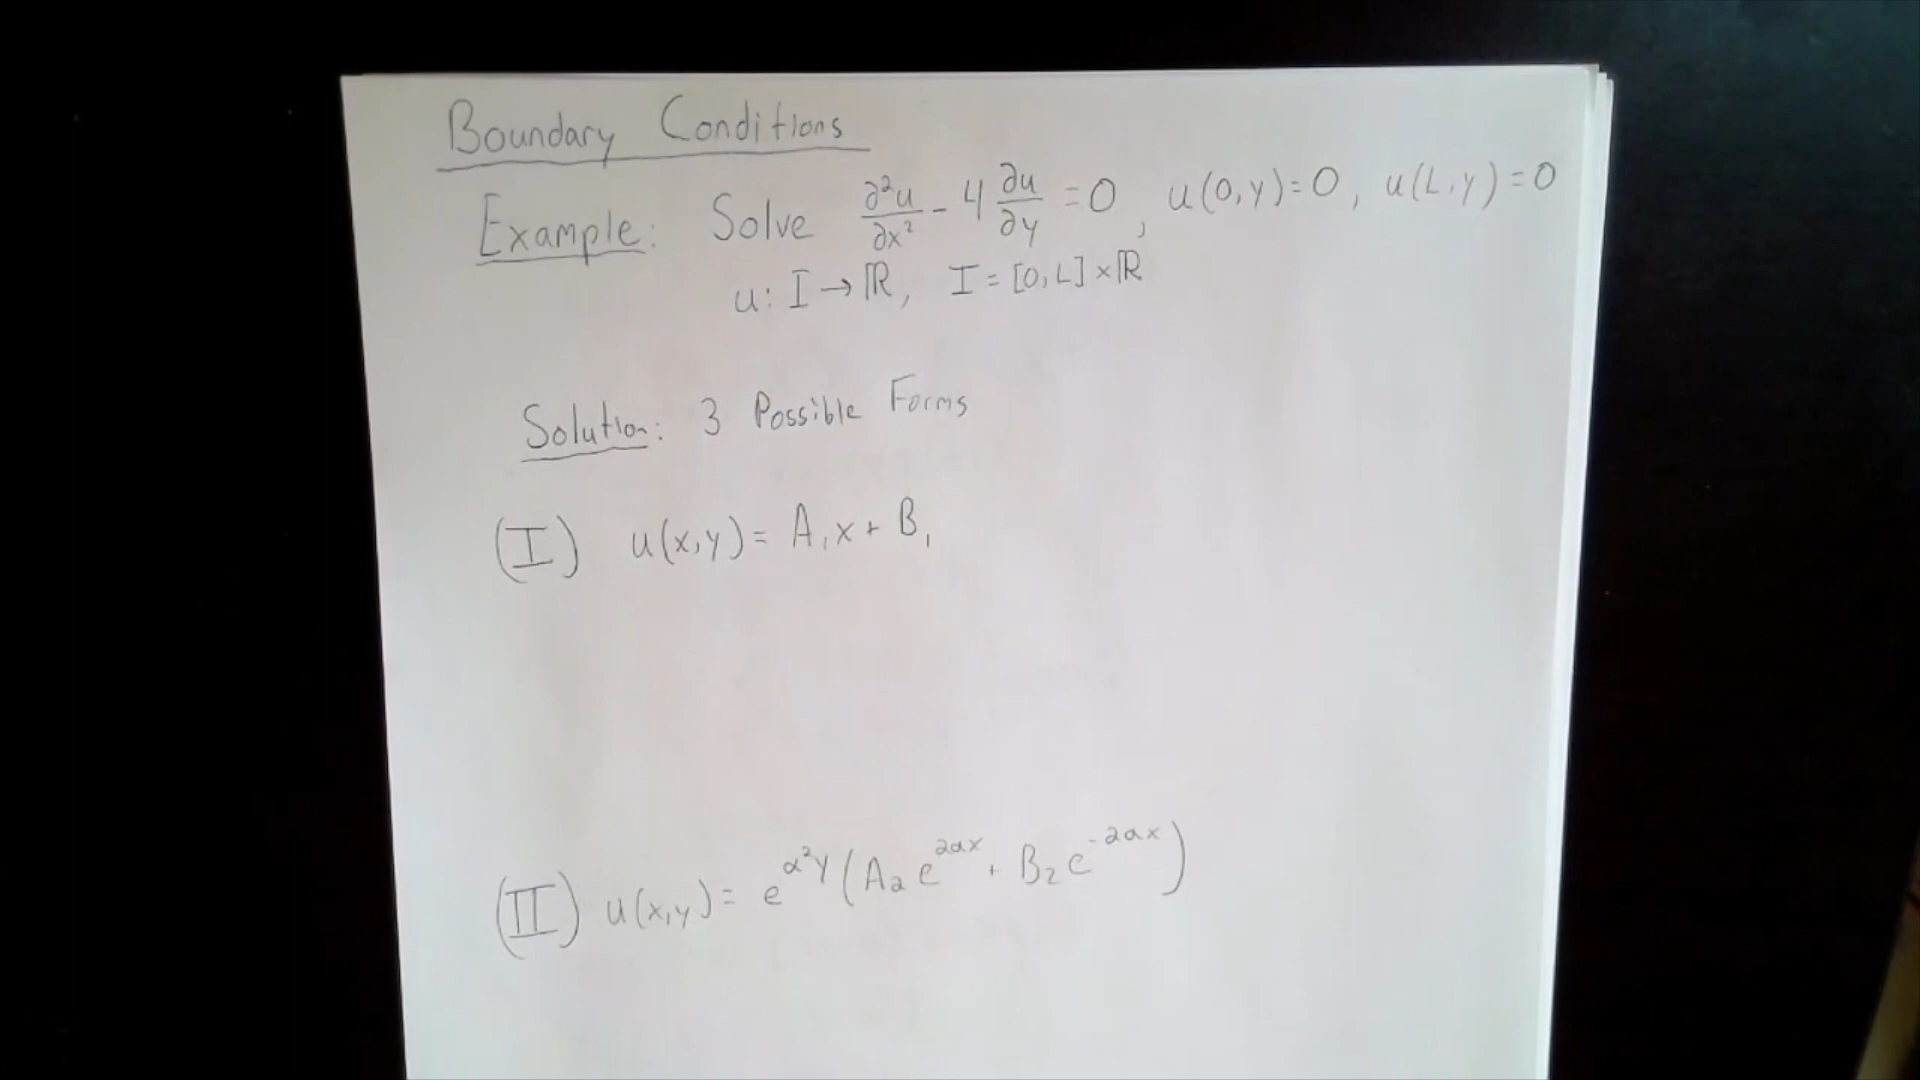 Boundary Conditions
Example: Solve ∂²u/∂x² - 4 ∂u/∂y = 0, u(0,y)=0, u(L,y)=0
u: I → ℝ, I = [0,L] × ℝ
Solution: 3 Possible Forms
(I) u(x,y) = A₁x + B₁
(II) u(x,y) = e^(α²y) (A₂e^(2αx) + B₂e^(-2αx))